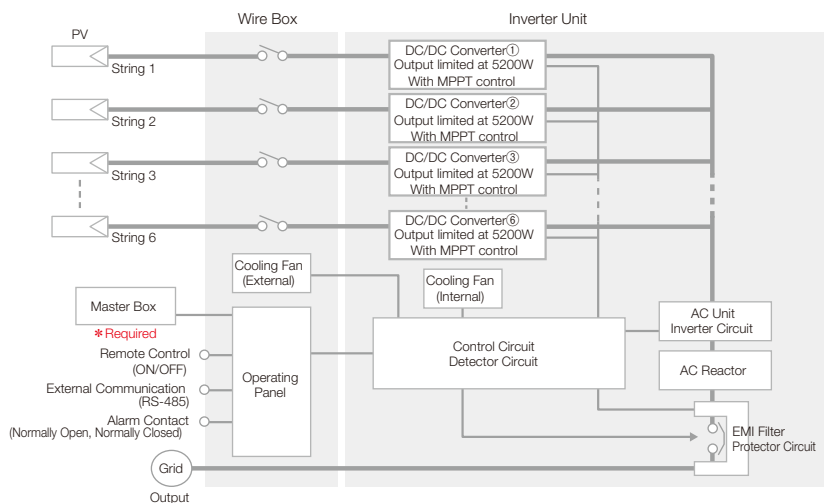 Wire Box
Inverter Unit
PV
String 1
DC/DC Converter①
Output limited at 5200W
With MPPT control
String 2
DC/DC Converter②
Output limited at 5200W
With MPPT control
String 3
DC/DC Converter③
Output limited at 5200W
With MPPT control
String 6
DC/DC Converter⑥
Output limited at 5200W
With MPPT control
Cooling Fan
(External)
Cooling Fan
(Internal)
Master Box
*Required
Remote Control
(ON/OFF)
External Communication
(RS-485)
Alarm Contact
(Normally Open, Normally Closed)
Operating
Panel
Control Circuit
Detector Circuit
AC Unit
Inverter Circuit
AC Reactor
EMI Filter
Protector Circuit
Grid
Output